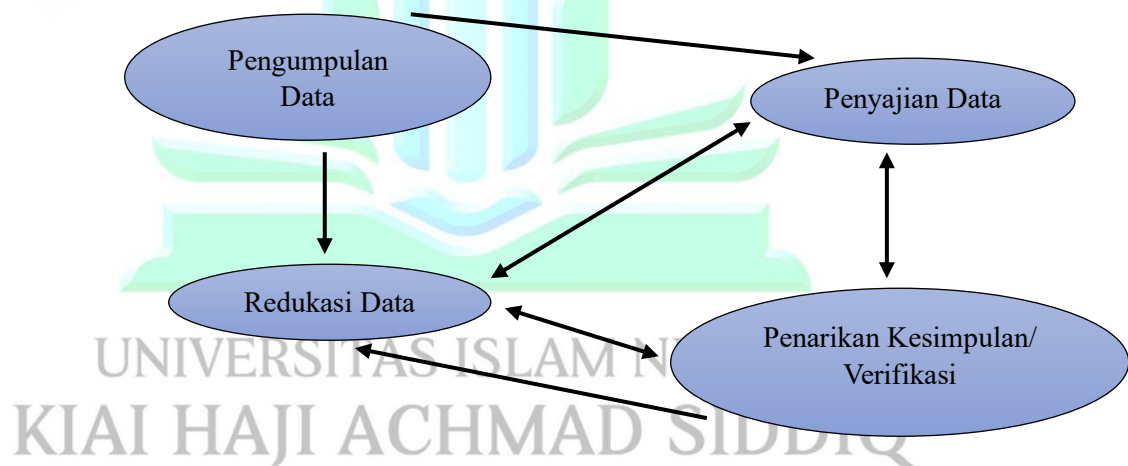 Pengumpulan
Data
Penyajian Data
Redukasi Data
Penarikan Kesimpulan/
Verifikasi
UNIVERSITAS ISLAM N
KIAI HAJI ACHMAD SIDDIQ